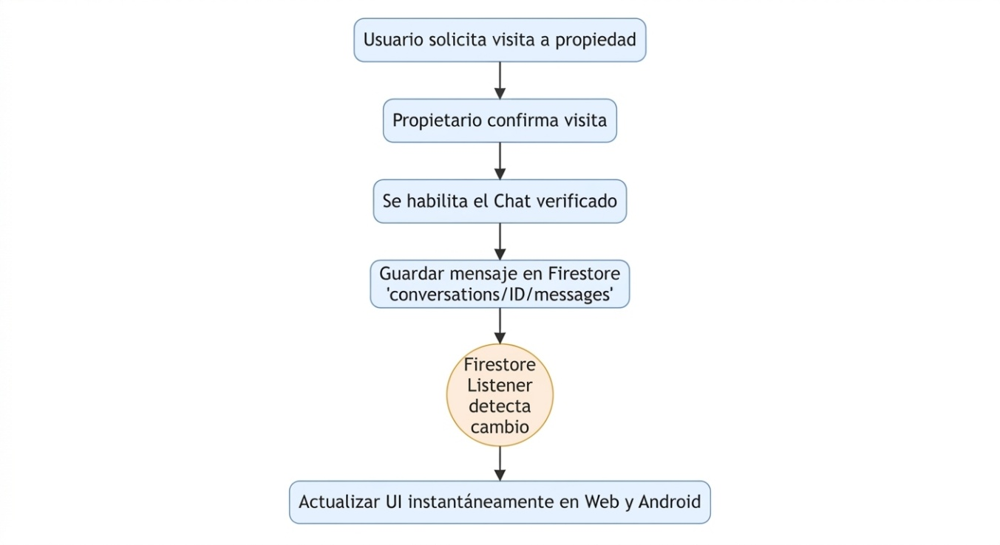 Usuario solicita visita a propiedad
Propietario confirma visita
Se habilita el Chat verificado
Guardar mensaje en Firestore
'conversations/ID/messages'
Firestore
Listener
detecta
cambio
Actualizar UI instantáneamente en Web y Android